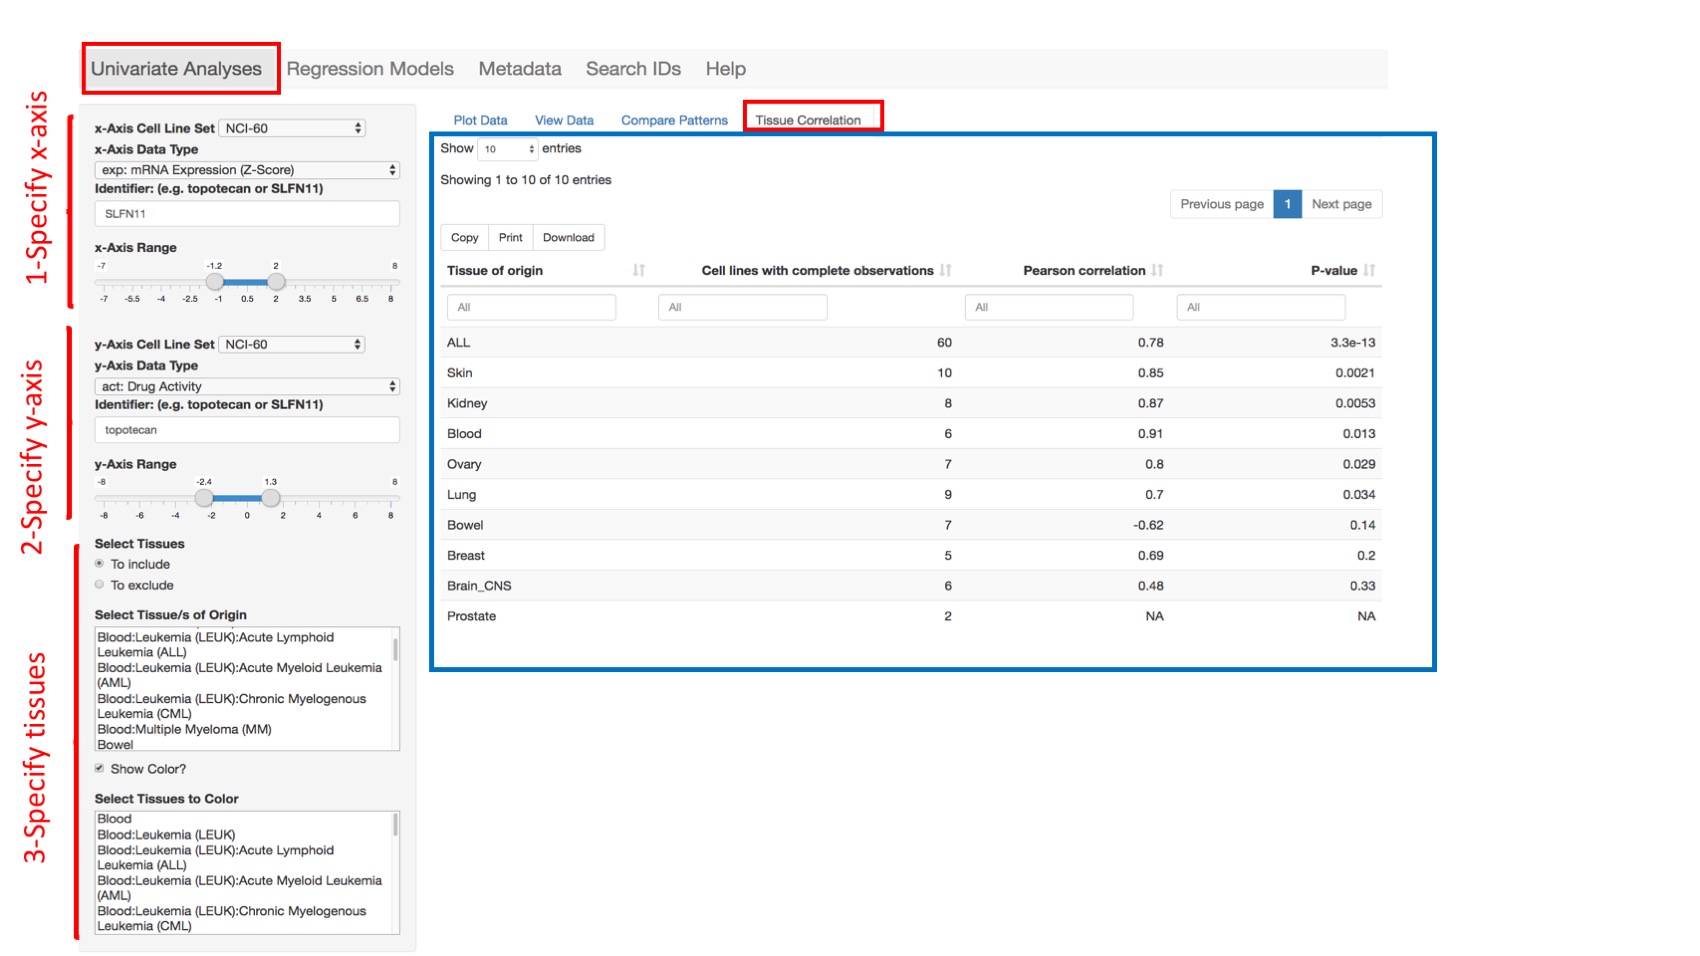 Univariate Analyses Regression Models Metadata Search IDs Help
1-Specify x-axis
x-Axis Cell Line Set NCI-60
x-Axis Data Type
exp: mRNA Expression (Z-Score)
Identifier: (e.g. topotecan or SLFN11)
SLFN11
x-Axis Range
-7 -1.2 2 8
-7 -5.5 -4 -2.5 -1 0.5 2 3.5 5 6.5 8
2-Specify y-axis
y-Axis Cell Line Set NCI-60
y-Axis Data Type
act: Drug Activity
Identifier: (e.g. topotecan or SLFN11)
topotecan
y-Axis Range
-8 -2.4 1.3 8
-8 -6 -4 -2 0 2 4 6 8
3-Specify tissues
Select Tissues
To include
To exclude
Select Tissue/s of Origin
Blood:Leukemia (LEUK):Acute Lymphoid
Leukemia (ALL)
Blood:Leukemia (LEUK):Acute Myeloid Leukemia
(AML)
Blood:Leukemia (LEUK):Chronic Myelogenous
Leukemia (CML)
Blood:Multiple Myeloma (MM)
Bowel
Show Color?
Select Tissues to Color
Blood
Blood:Leukemia (LEUK)
Blood:Leukemia (LEUK):Acute Lymphoid
Leukemia (ALL)
Blood:Leukemia (LEUK):Acute Myeloid Leukemia
(AML)
Blood:Leukemia (LEUK):Chronic Myelogenous
Leukemia (CML)
Plot Data View Data Compare Patterns Tissue Correlation
Show 10 entries
Showing 1 to 10 of 10 entries
Previous page 1 Next page
Copy Print Download
Tissue of origin Cell lines with complete observations Pearson correlation P-value
All All All All
ALL 60 0.78 3.3e-13
Skin 10 0.85 0.0021
Kidney 8 0.87 0.0053
Blood 6 0.91 0.013
Ovary 7 0.8 0.029
Lung 9 0.7 0.034
Bowel 7 -0.62 0.14
Breast 5 0.69 0.2
Brain_CNS 6 0.48 0.33
Prostate 2 NA NA